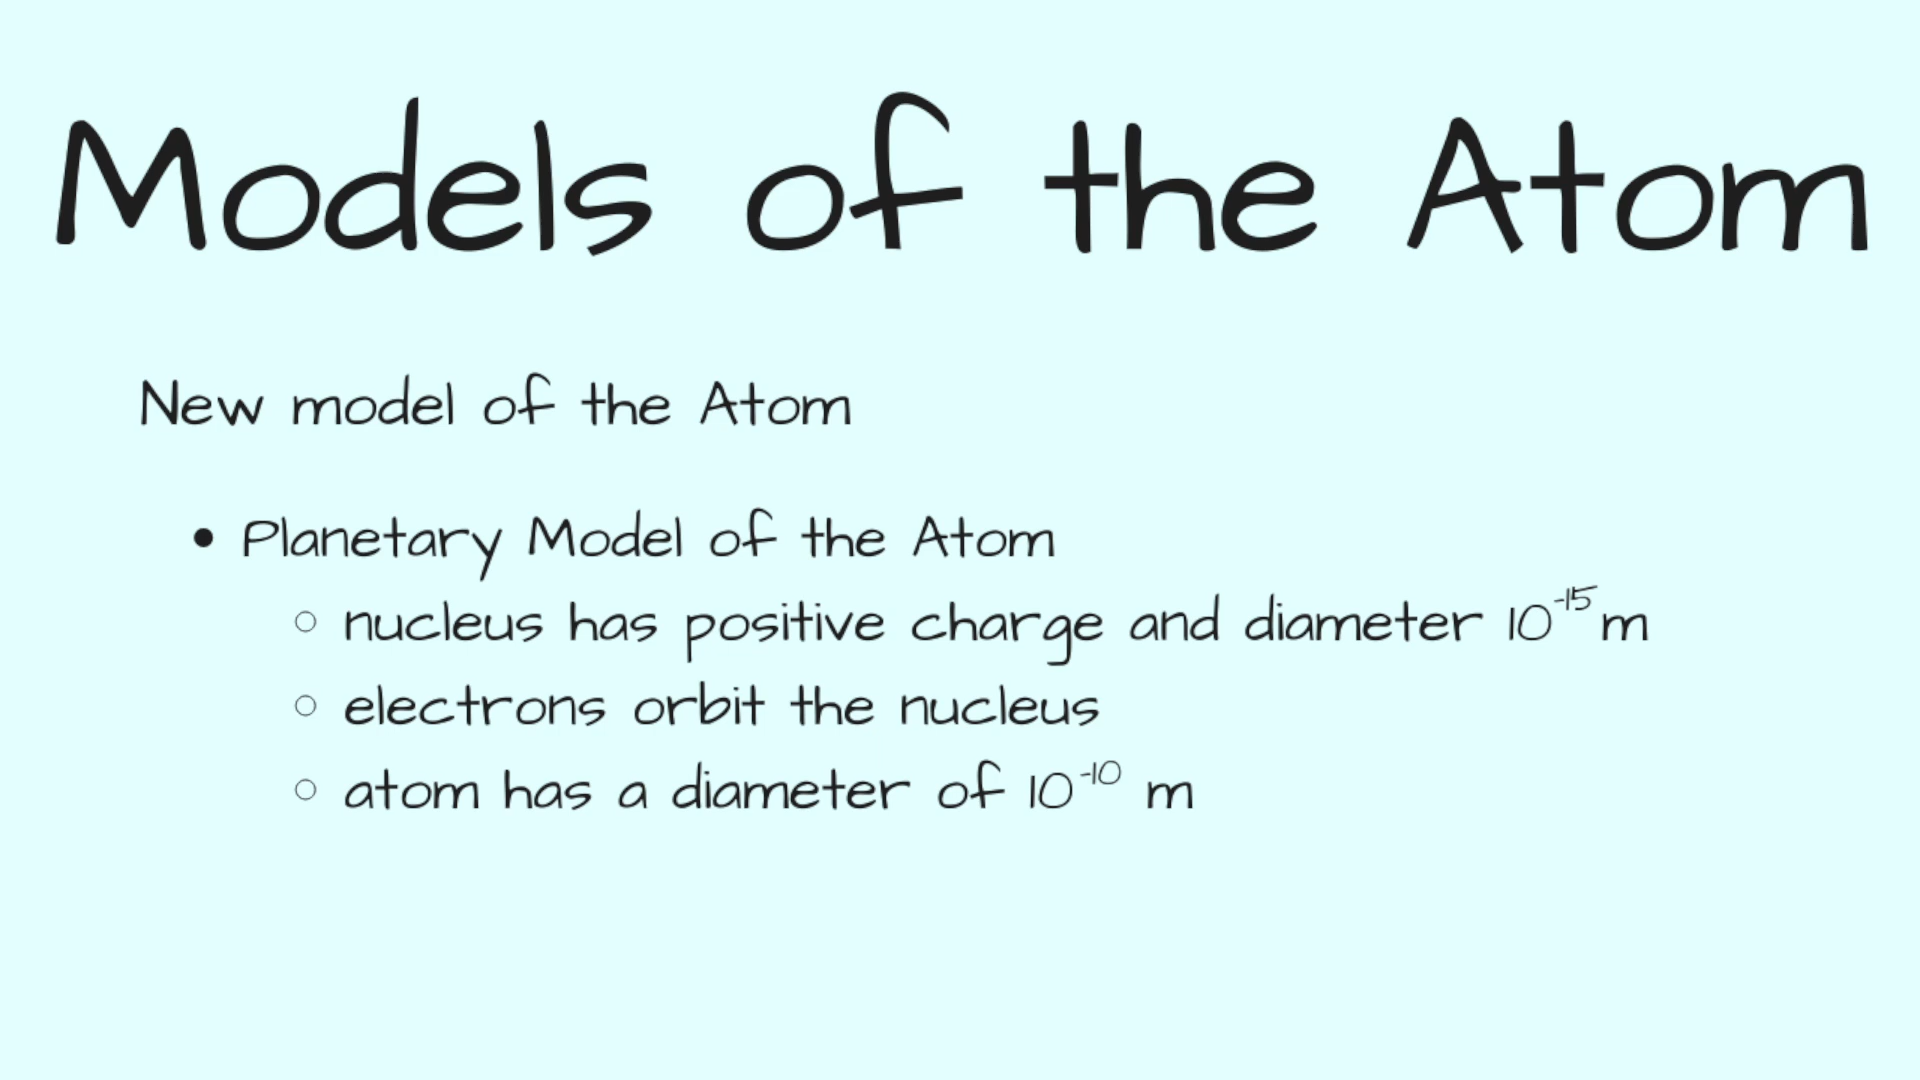 Models of the Atom
New model of the Atom
• Planetary Model of the Atom
○ nucleus has positive charge and diameter 10⁻¹⁵m
○ electrons orbit the nucleus
○ atom has a diameter of 10⁻¹⁰ m